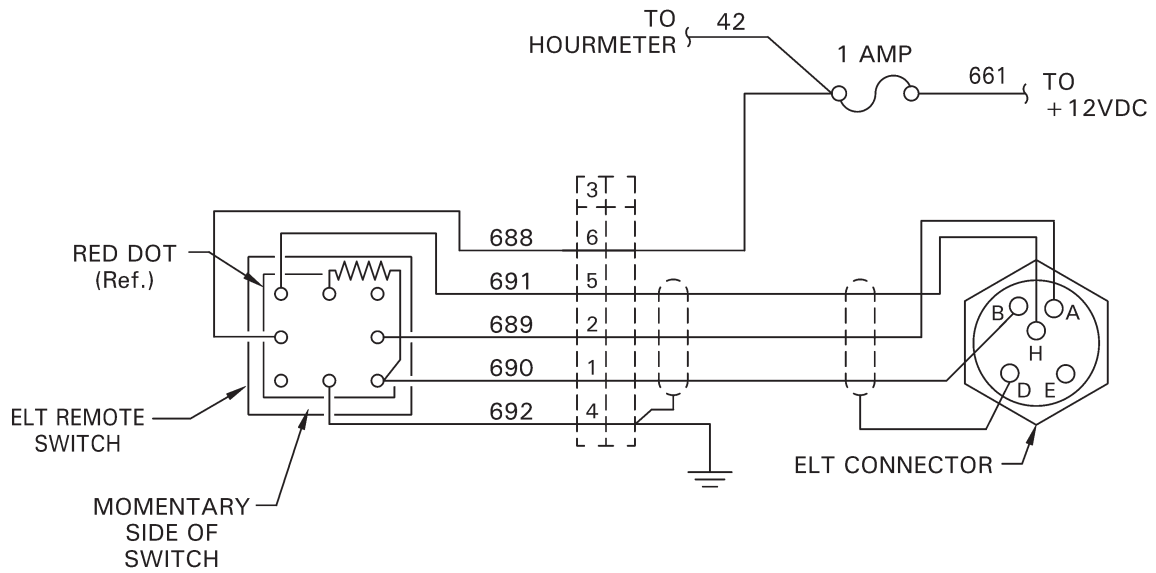 TO
HOURMETER
42
1 AMP
661
TO
+12VDC
3
688
6
RED DOT
(Ref.)
691
5
689
2
B
A
H
690
1
D
E
ELT REMOTE
SWITCH
692
4
ELT CONNECTOR
MOMENTARY
SIDE OF
SWITCH